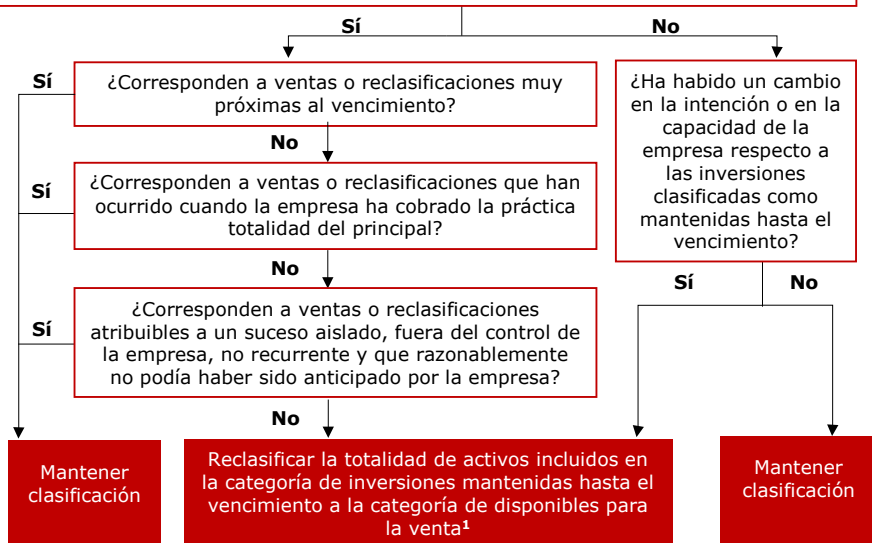 Sí
No
Sí
¿Corresponden a ventas o reclasificaciones muy
próximas al vencimiento?
¿Ha habido un cambio
en la intención o en la
capacidad de la
empresa respecto a
las inversiones
clasificadas como
mantenidas hasta el
vencimiento?
No
Sí
¿Corresponden a ventas o reclasificaciones que han
ocurrido cuando la empresa ha cobrado la práctica
totalidad del principal?
No
Sí
No
Sí
¿Corresponden a ventas o reclasificaciones
atribuibles a un suceso aislado, fuera del control de
la empresa, no recurrente y que razonablemente
no podía haber sido anticipado por la empresa?
No
Mantener
clasificación
Reclasificar la totalidad de activos incluidos en
la categoría de inversiones mantenidas hasta el
vencimiento a la categoría de disponibles para
la venta¹
Mantener
clasificación